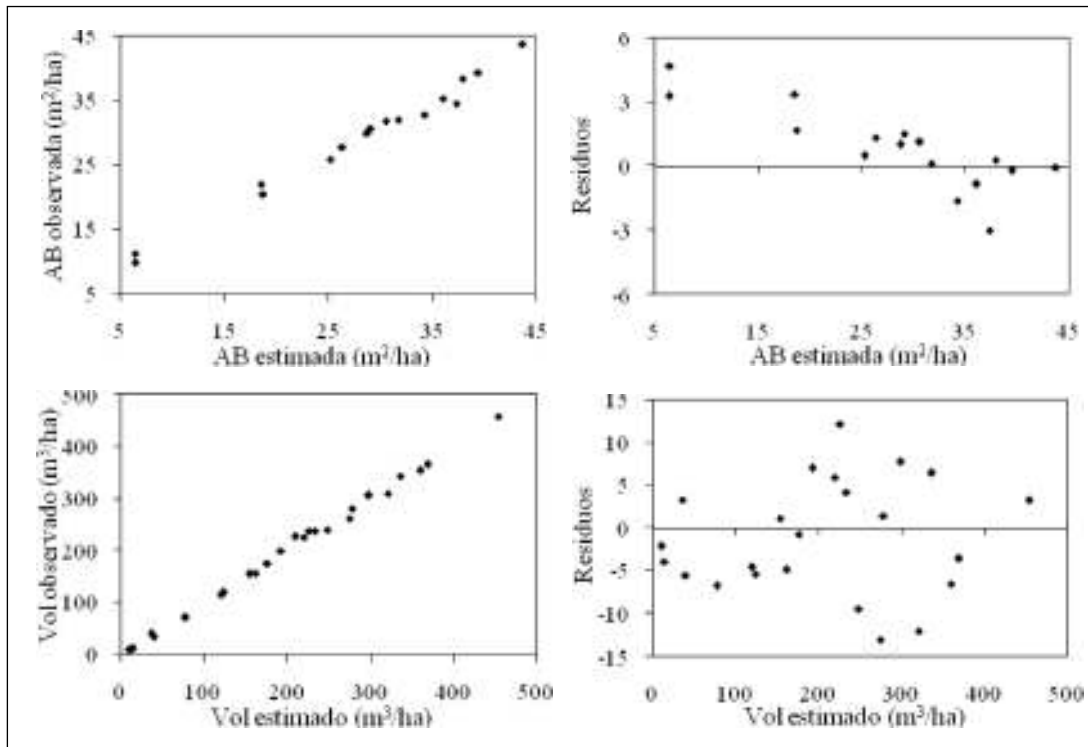 45
35
25
15
5
AB observada (m²/ha)
5 15 25 35 45
AB estimada (m²/ha)
6
3
0
-3
-6
Residuos
5 15 25 35 45
AB estimada (m²/ha)
500
400
300
200
100
0
Vol observado (m³/ha)
0 100 200 300 400 500
Vol estimado (m³/ha)
15
10
5
0
-5
-10
-15
Residuos
0 100 200 300 400 500
Vol estimado (m³/ha)